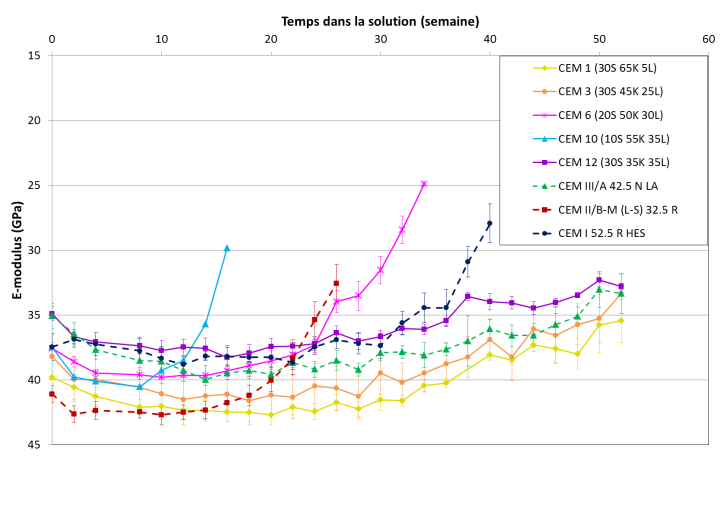 Temps dans la solution (semaine)
0 10 20 30 40 50 60
15
20
25
30
35
40
45
E-modulus (GPa)
CEM 1 (30S 65K 5L)
CEM 3 (30S 45K 25L)
CEM 6 (20S 50K 30L)
CEM 10 (10S 55K 35L)
CEM 12 (30S 35K 35L)
CEM III/A 42.5 N LA
CEM II/B-M (L-S) 32.5 R
CEM I 52.5 R HES